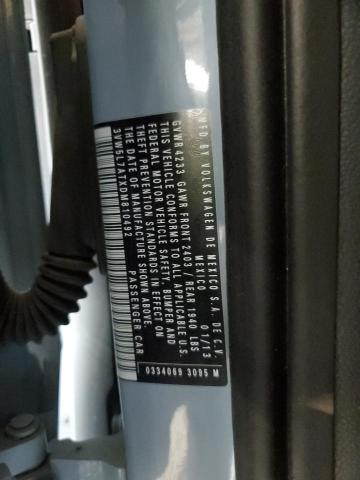 MFD. BY VOLKSWAGEN DE MEXICO S.A. DE C.V.
MEXICO 01/13
GVWR 4233 GAWR FRONT 2403 / REAR 1940 LBS
THIS VEHICLE CONFORMS TO ALL APPLICABLE U.S.
FEDERAL MOTOR VEHICLE SAFETY, BUMPER AND
THEFT PREVENTION STANDARDS IN EFFECT ON
THE DATE OF MANUFACTURE SHOWN ABOVE.
3VW5L7ATXDM810492 PASSENGER CAR
0334069 3095 M